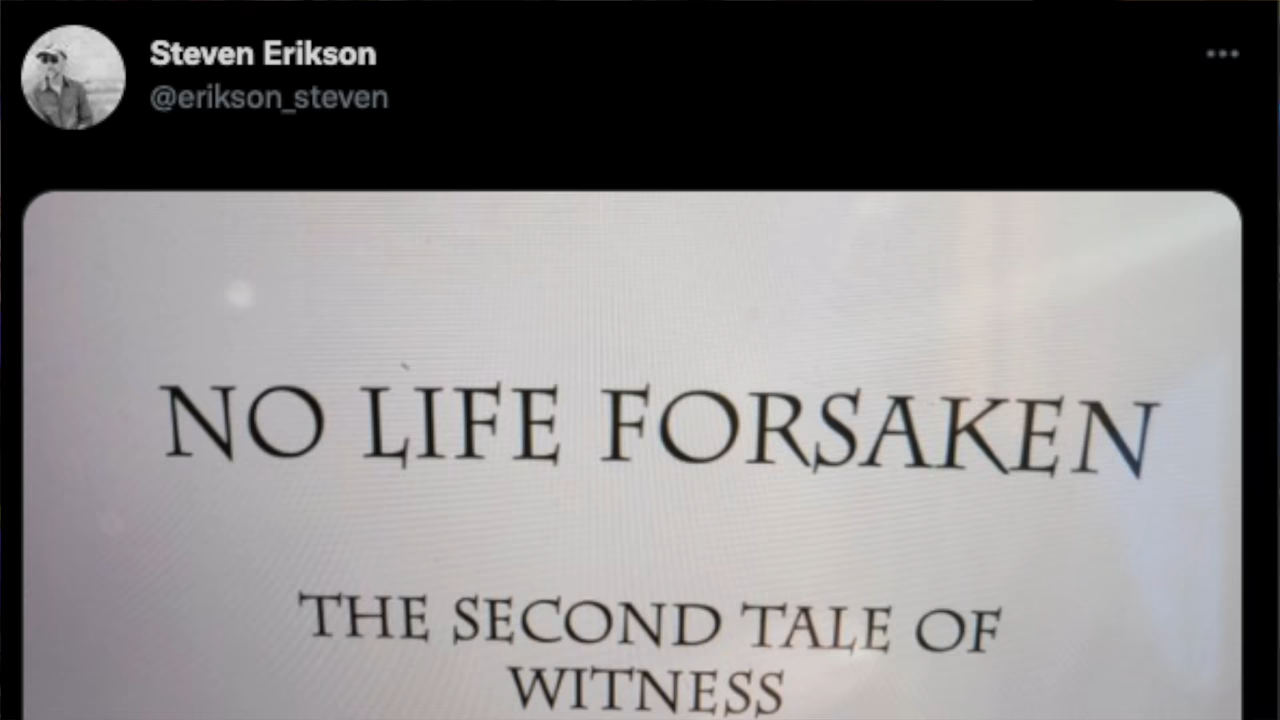 Steven Erikson
@erikson_steven
NO LIFE FORSAKEN
THE SECOND TALE OF
WITNESS